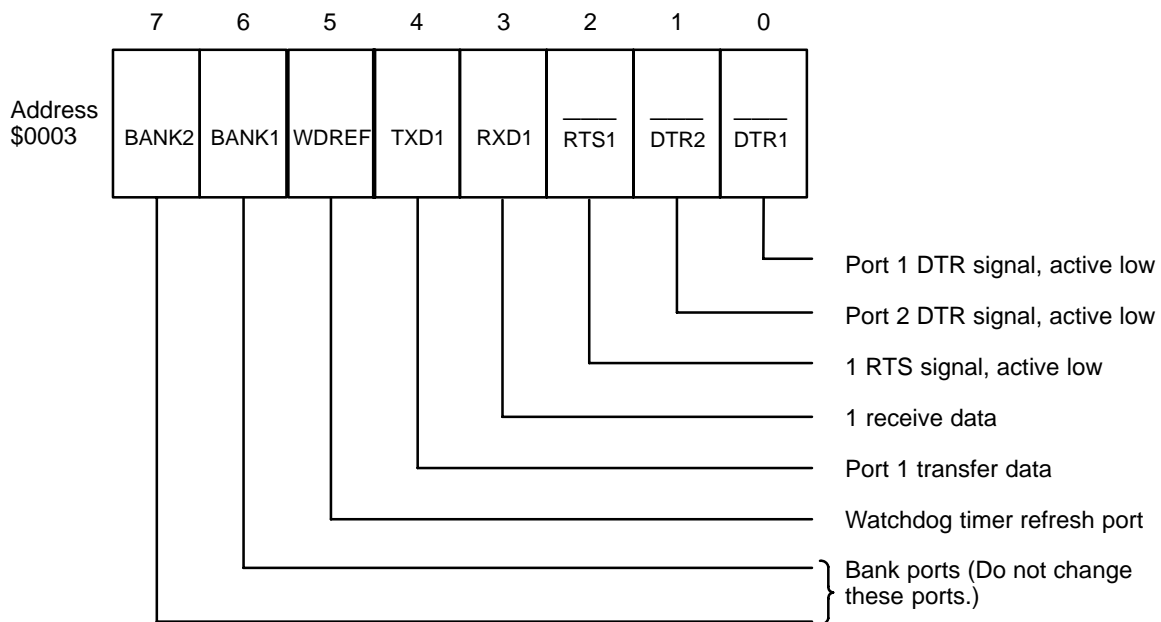 7 6 5 4 3 2 1 0
Address
$0003
BANK2 BANK1 WDREF TXD1 RXD1 RTS1 DTR2 DTR1
Port 1 DTR signal, active low
Port 2 DTR signal, active low
1 RTS signal, active low
1 receive data
Port 1 transfer data
Watchdog timer refresh port
Bank ports (Do not change
these ports.)